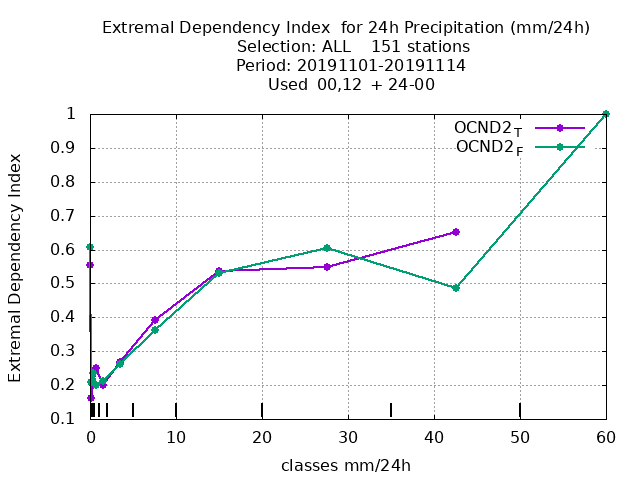 Extremal Dependency Index  for 24h Precipitation (mm/24h)
Selection: ALL    151 stations
Period: 20191101-20191114
Used  00,12  + 24-00
OCND2T
OCND2F
Extremal Dependency Index
1
0.9
0.8
0.7
0.6
0.5
0.4
0.3
0.2
0.1
0 10 20 30 40 50 60
classes mm/24h